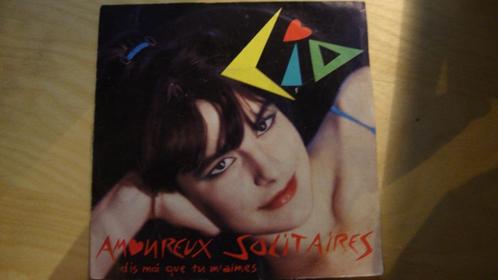 Lio
AMOUREUX SOLITAIRES
dis moi que tu m'aimes